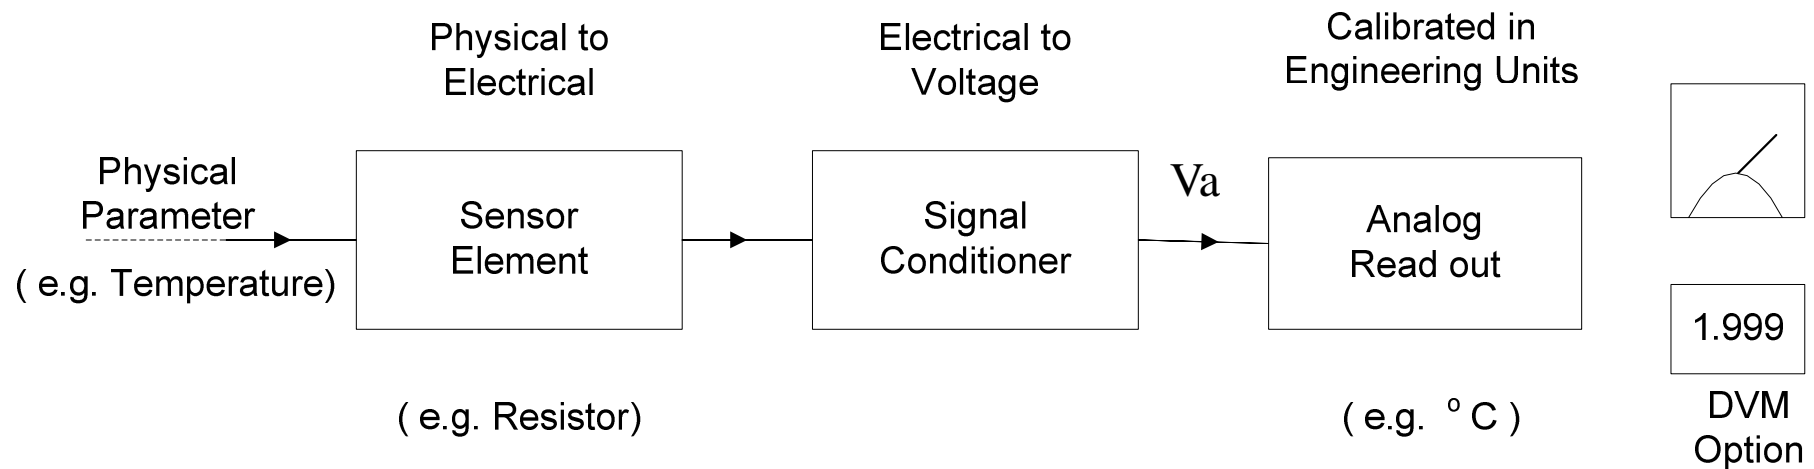 Physical to
Electrical
Electrical to
Voltage
Calibrated in
Engineering Units
Physical
Parameter
( e.g. Temperature)
Sensor
Element
Signal
Conditioner
Va
Analog
Read out
1.999
DVM
Option
( e.g. Resistor)
( e.g. º C )